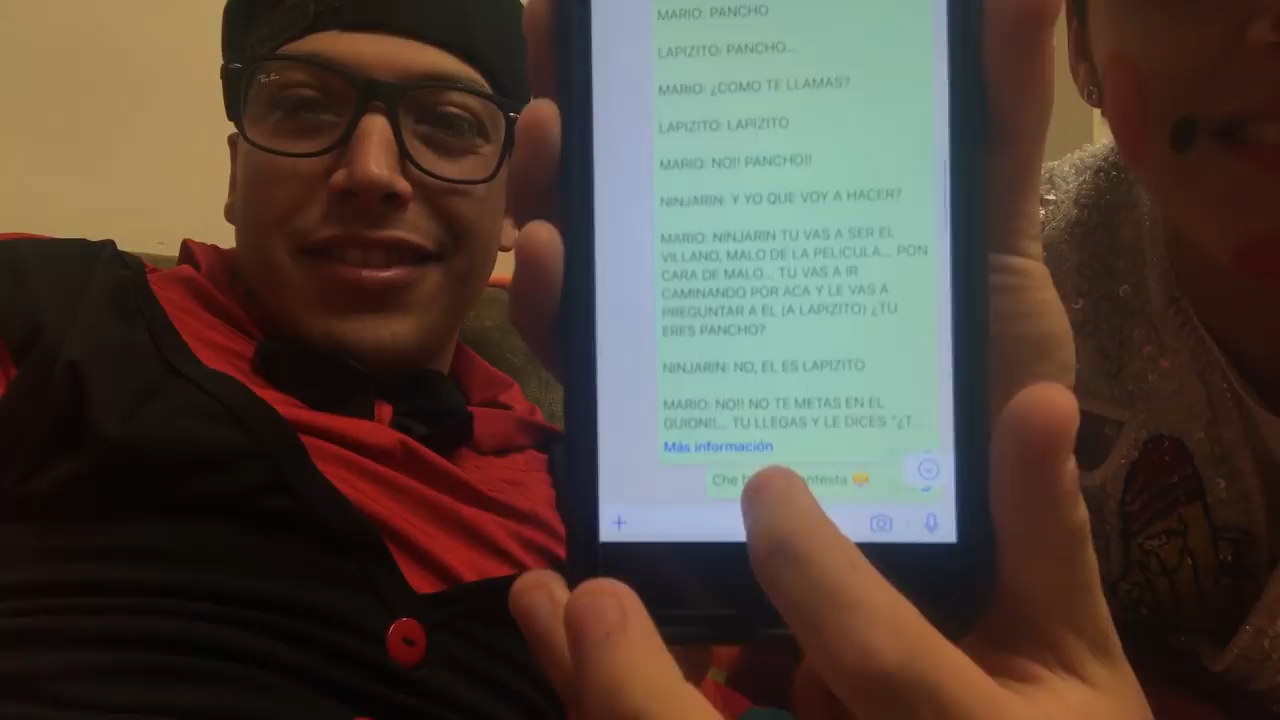 MARIO: PANCHO
LAPIZITO: PANCHO...
MARIO: ¿COMO TE LLAMAS?
LAPIZITO: LAPIZITO
MARIO: NO!! PANCHO!!
NINJARIN: Y YO QUE VOY A HACER?
MARIO: NINJARIN TU VAS A SER EL
VILLANO, MALO DE LA PELICULA... PON
CARA DE MALO... TU VAS A IR
CAMINANDO POR ACA Y LE VAS A
PREGUNTAR A EL (A LAPIZITO) ¿TU
ERES PANCHO?
NINJARIN: NO, EL ES LAPIZITO
MARIO: NO!! NO TE METAS EN EL
GUION!!... TU LLEGAS Y LE DICES "¿T...
Más información
Che
Ray-Ban